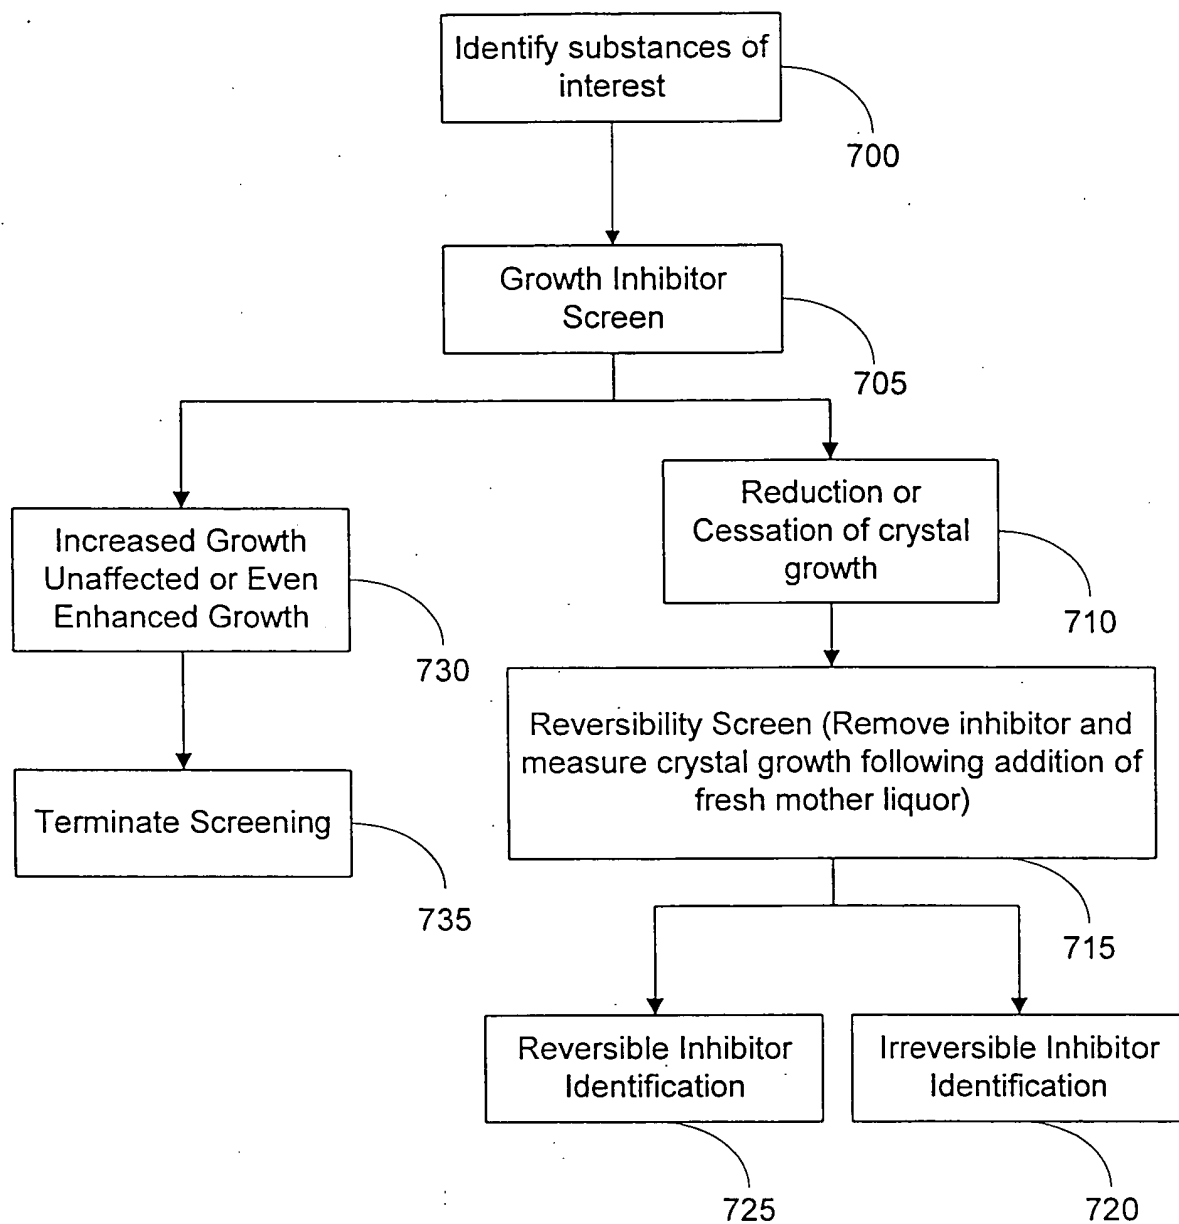 Identify substances of
interest
700
Growth Inhibitor
Screen
705
Increased Growth
Unaffected or Even
Enhanced Growth
730
Reduction or
Cessation of crystal
growth
710
Terminate Screening
735
Reversibility Screen (Remove inhibitor and
measure crystal growth following addition of
fresh mother liquor)
715
Reversible Inhibitor
Identification
725
Irreversible Inhibitor
Identification
720